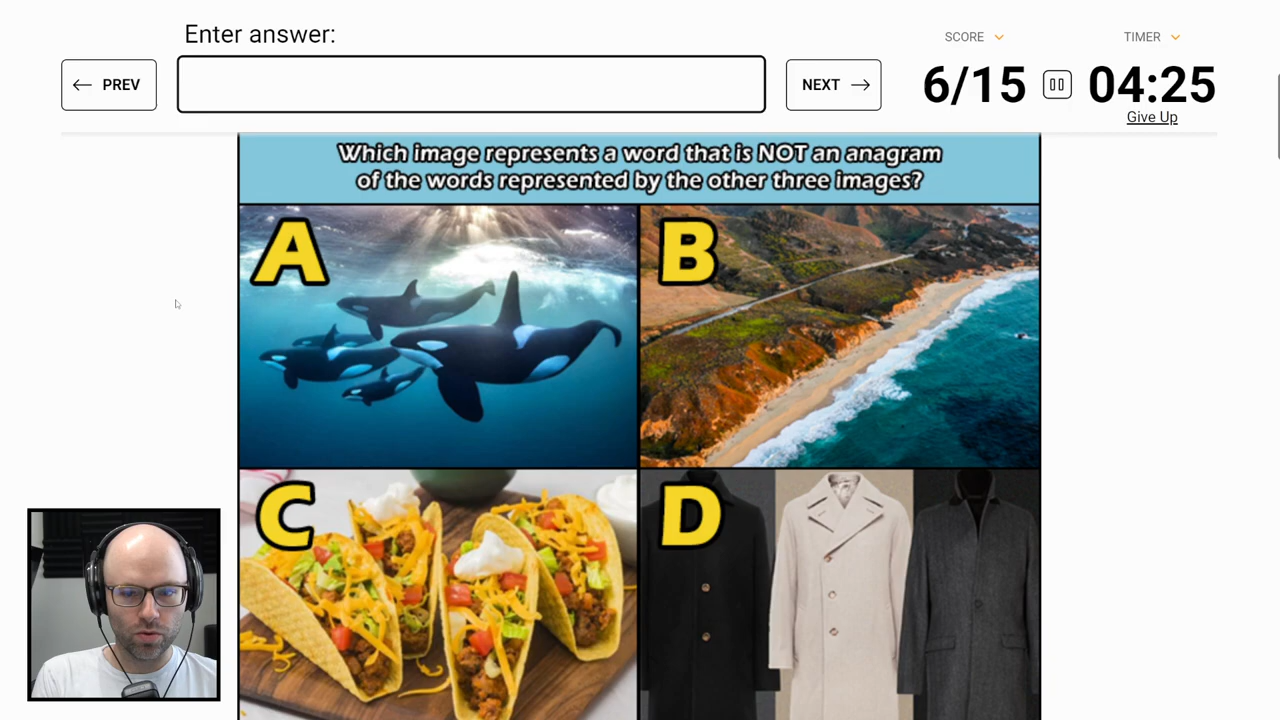 Enter answer:
SCORE
TIMER
PREV
NEXT
6/15
04:25
Give Up
Which image represents a word that is NOT an anagram
of the words represented by the other three images?
A
B
C
D